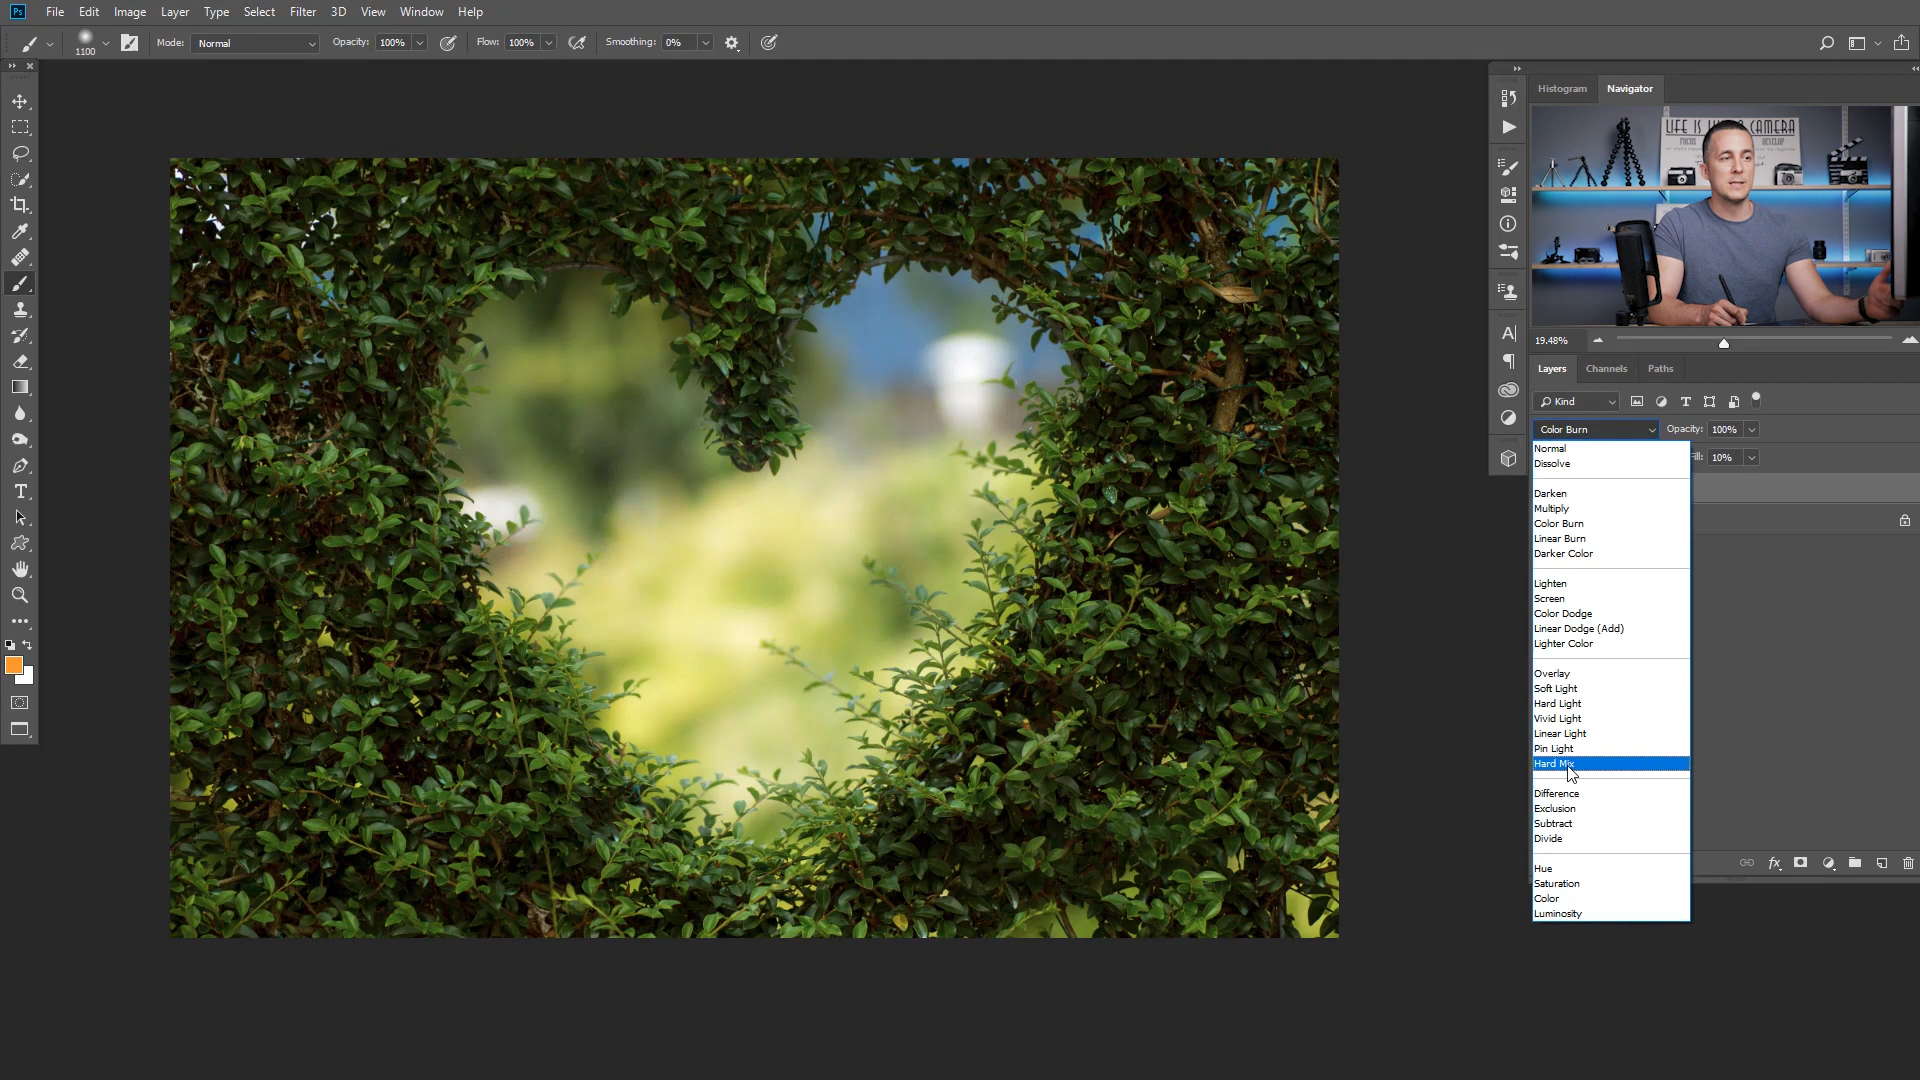 Ps File Edit Image Layer Type Select Filter 3D View Window Help
1100 Mode: Normal Opacity: 100% Flow: 100% Smoothing: 0%
Histogram Navigator
LIFE IS
CAMERA
DEVELOP
19.48%
Layers Channels Paths
Kind
Color Burn Opacity: 100%
10%
Normal
Dissolve
Darken
Multiply
Color Burn
Linear Burn
Darker Color
Lighten
Screen
Color Dodge
Linear Dodge (Add)
Lighter Color
Overlay
Soft Light
Hard Light
Vivid Light
Linear Light
Pin Light
Hard Mix
Difference
Exclusion
Subtract
Divide
Hue
Saturation
Color
Luminosity